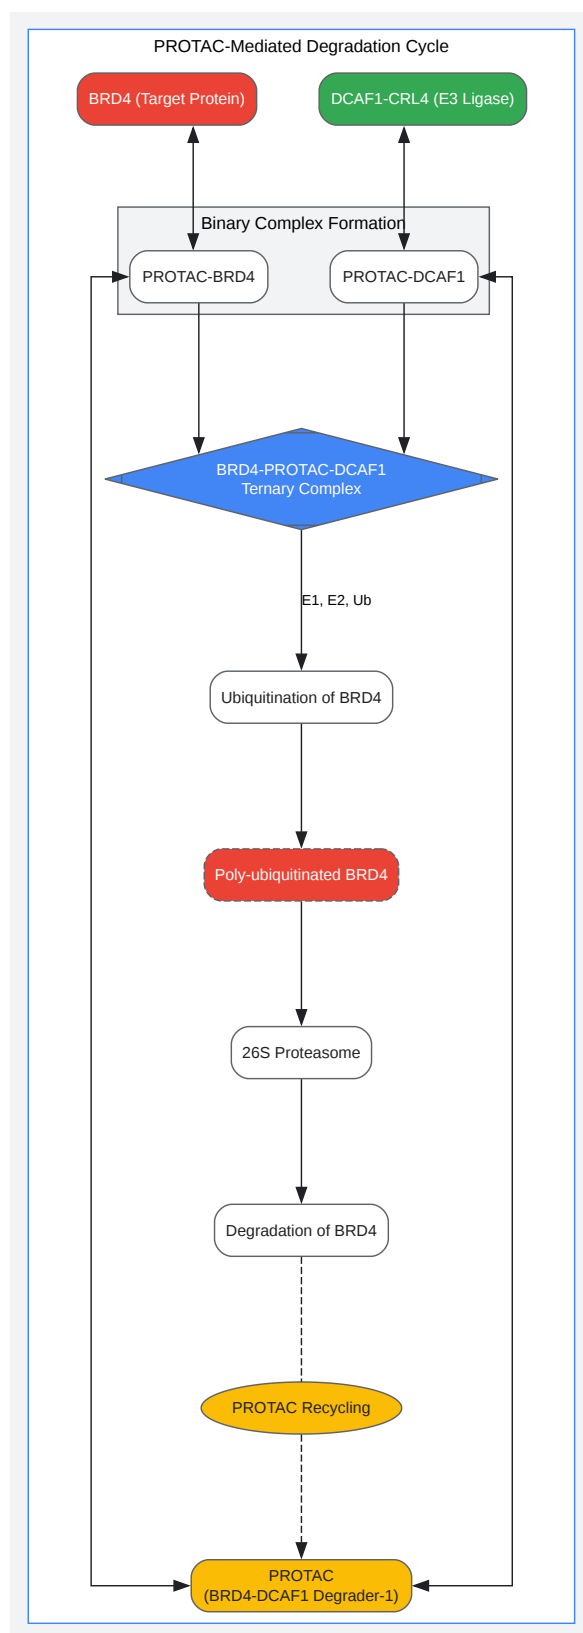 PROTAC-Mediated Degradation Cycle
BRD4 (Target Protein)
DCAF1-CRL4 (E3 Ligase)
Binary Complex Formation
PROTAC-BRD4
PROTAC-DCAF1
BRD4-PROTAC-DCAF1
Ternary Complex
E1, E2, Ub
Ubiquitination of BRD4
Poly-ubiquitinated BRD4
26S Proteasome
Degradation of BRD4
PROTAC Recycling
PROTAC
(BRD4-DCAF1 Degrader-1)